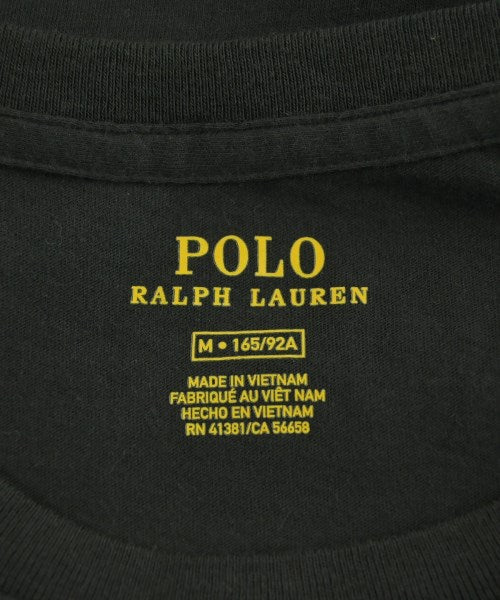 POLO
RALPH LAUREN
M • 165/92A
MADE IN VIETNAM
FABRIQUÉ AU VIÊT NAM
HECHO EN VIETNAM
RN 41381/CA 56658